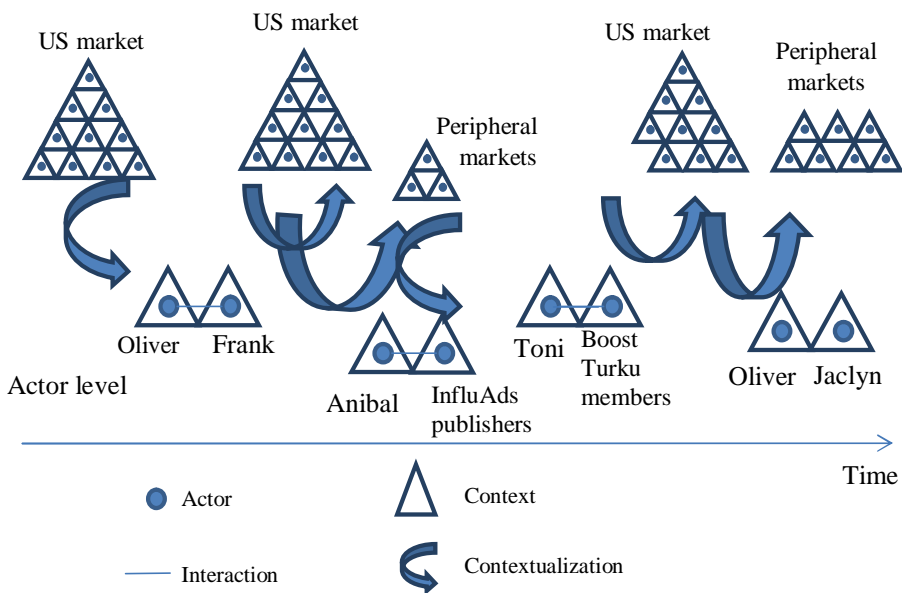 US market
US market
US market
Peripheral
markets
Peripheral
markets
Oliver
Frank
Anibal
InfluAds
publishers
Toni
Boost
Turku
members
Oliver
Jaclyn
Actor level
Time
Actor
Context
Interaction
Contextualization